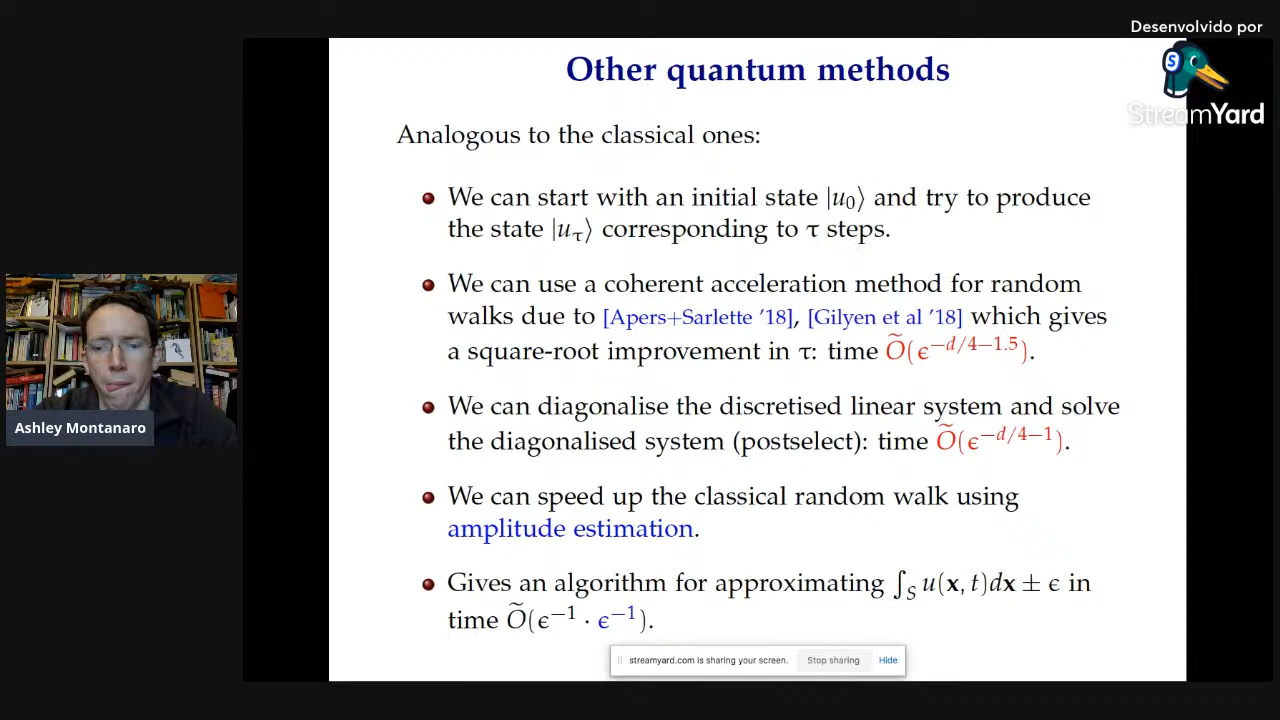 Desenvolvido por
StreamYard
Other quantum methods
Analogous to the classical ones:
We can start with an initial state |u₀⟩ and try to produce
the state |u_τ⟩ corresponding to τ steps.
We can use a coherent acceleration method for random
walks due to [Apers+Sarlette '18], [Gilyen et al '18] which gives
a square-root improvement in τ: time Õ(ϵ^{−d/4−1.5}).
We can diagonalise the discretised linear system and solve
the diagonalised system (postselect): time Õ(ϵ^{−d/4−1}).
We can speed up the classical random walk using
amplitude estimation.
Gives an algorithm for approximating ∫_S u(x, t)dx ± ϵ in
time Õ(ϵ⁻¹ · ϵ⁻¹).
Ashley Montanaro
streamyard.com is sharing your screen. Stop sharing Hide